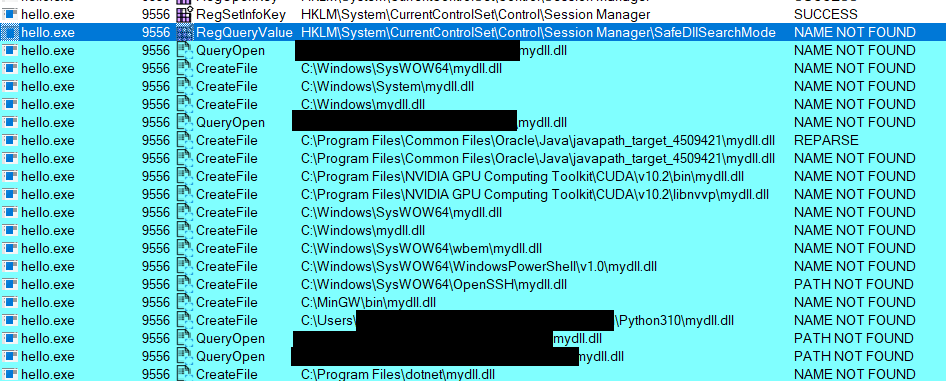 hello.exe 9556 RegSetInfoKey HKLM\System\CurrentControlSet\Control\Session Manager SUCCESS
hello.exe 9556 RegQueryValue HKLM\System\CurrentControlSet\Control\Session Manager\SafeDllSearchMode NAME NOT FOUND
hello.exe 9556 QueryOpen mydll.dll NAME NOT FOUND
hello.exe 9556 CreateFile C:\Windows\SysWOW64\mydll.dll NAME NOT FOUND
hello.exe 9556 CreateFile C:\Windows\System\mydll.dll NAME NOT FOUND
hello.exe 9556 CreateFile C:\Windows\mydll.dll NAME NOT FOUND
hello.exe 9556 QueryOpen mydll.dll NAME NOT FOUND
hello.exe 9556 CreateFile C:\Program Files\Common Files\Oracle\Java\javapath_target_4509421\mydll.dll REPARSE
hello.exe 9556 CreateFile C:\Program Files\Common Files\Oracle\Java\javapath_target_4509421\mydll.dll NAME NOT FOUND
hello.exe 9556 CreateFile C:\Program Files\NVIDIA GPU Computing Toolkit\CUDA\v10.2\bin\mydll.dll NAME NOT FOUND
hello.exe 9556 CreateFile C:\Program Files\NVIDIA GPU Computing Toolkit\CUDA\v10.2\libnvvp\mydll.dll NAME NOT FOUND
hello.exe 9556 CreateFile C:\Windows\SysWOW64\mydll.dll NAME NOT FOUND
hello.exe 9556 CreateFile C:\Windows\mydll.dll NAME NOT FOUND
hello.exe 9556 CreateFile C:\Windows\SysWOW64\wbem\mydll.dll NAME NOT FOUND
hello.exe 9556 CreateFile C:\Windows\SysWOW64\WindowsPowerShell\v1.0\mydll.dll NAME NOT FOUND
hello.exe 9556 CreateFile C:\Windows\SysWOW64\OpenSSH\mydll.dll PATH NOT FOUND
hello.exe 9556 CreateFile C:\MinGW\bin\mydll.dll NAME NOT FOUND
hello.exe 9556 CreateFile C:\Users\ \Python310\mydll.dll NAME NOT FOUND
hello.exe 9556 QueryOpen mydll.dll PATH NOT FOUND
hello.exe 9556 QueryOpen mydll.dll PATH NOT FOUND
hello.exe 9556 CreateFile C:\Program Files\dotnet\mydll.dll NAME NOT FOUND